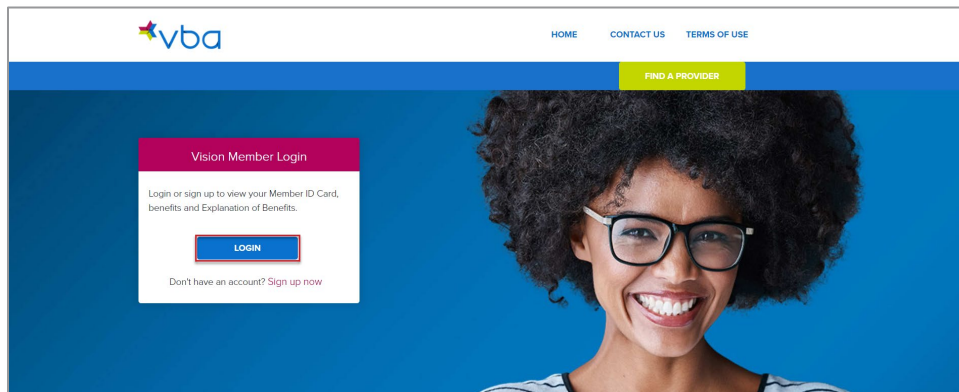 vba
HOME CONTACT US TERMS OF USE
FIND A PROVIDER
Vision Member Login
Login or sign up to view your Member ID Card,
benefits and Explanation of Benefits.
LOGIN
Don't have an account? Sign up now